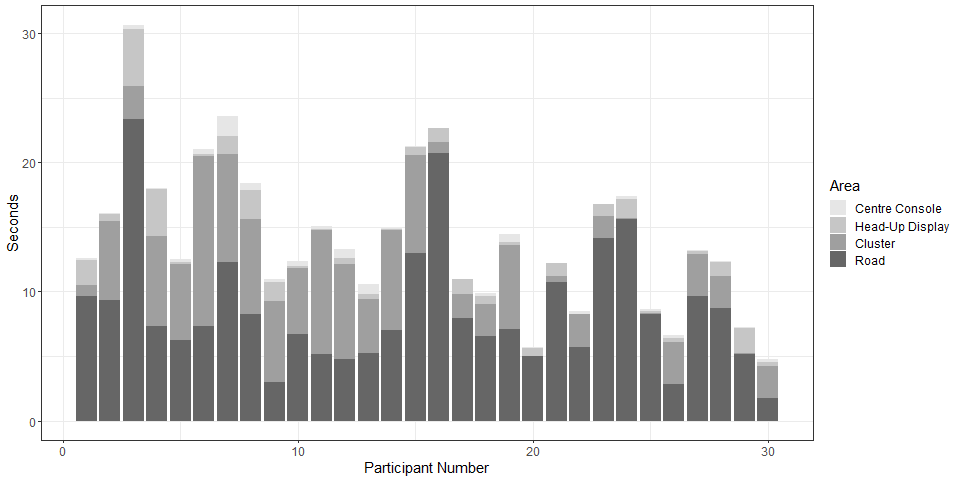 30
20
10
0
Seconds
0
10
20
30
Participant Number
Area
Centre Console
Head-Up Display
Cluster
Road